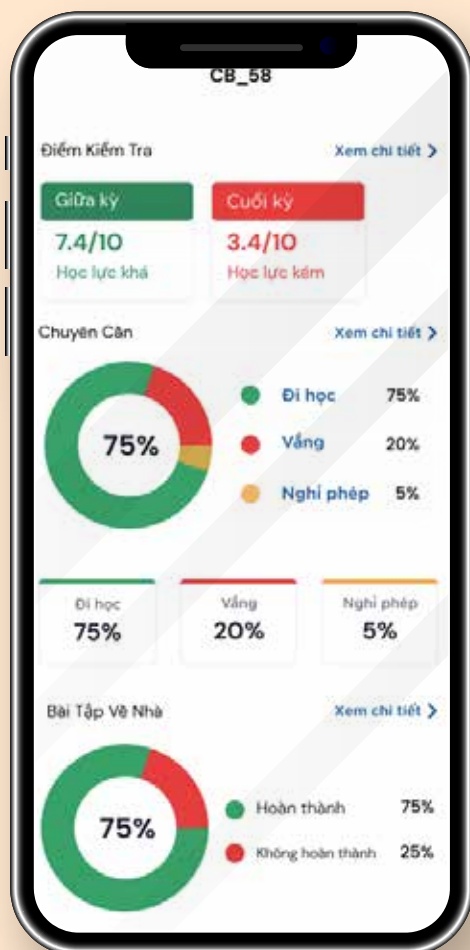 CB_58
Điểm Kiểm Tra
Xem chi tiết
Giữa kỳ
Cuối kỳ
7.4/10
3.4/10
Học lực khá
Học lực kém
Chuyên Cần
Xem chi tiết
Đi học 75%
75%
Vắng 20%
Nghỉ phép 5%
Đi học
Vắng
Nghỉ phép
75%
20%
5%
Bài Tập Về Nhà
Xem chi tiết
Hoàn thành 75%
75%
Không hoàn thành 25%